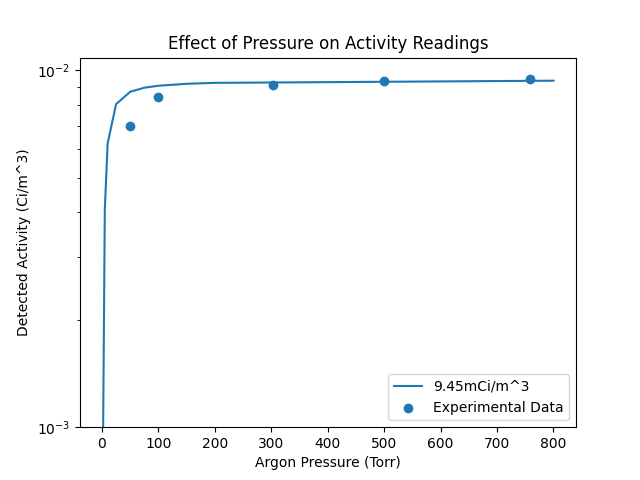 Effect of Pressure on Activity Readings
Detected Activity (Ci/m^3)
10^-2
10^-3
0 100 200 300 400 500 600 700 800
Argon Pressure (Torr)
9.45mCi/m^3
Experimental Data